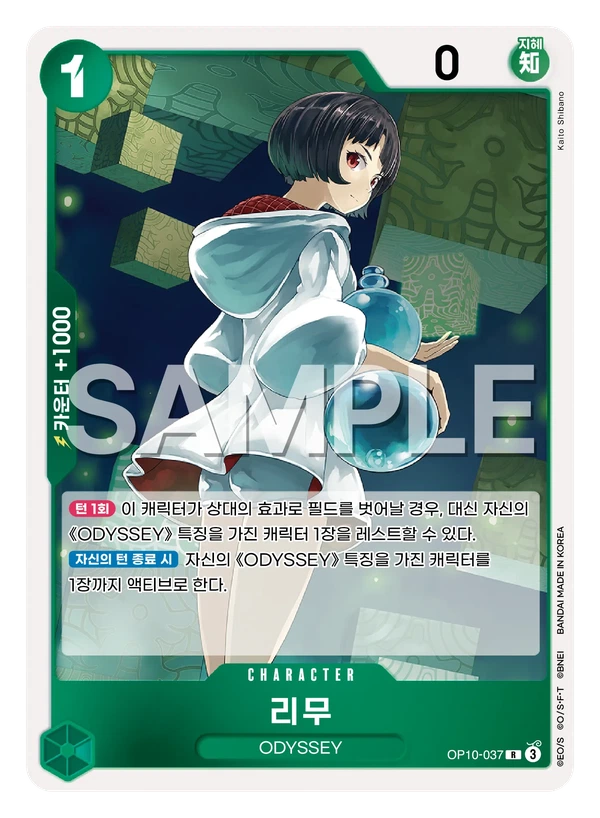 1
0
지혜
知
Kaito Shibano
카운터 +1000
SAMPLE
턴 1회 이 캐릭터가 상대의 효과로 필드를 벗어날 경우, 대신 자신의
《ODYSSEY》 특징을 가진 캐릭터 1장을 레스트할 수 있다.
자신의 턴 종료 시 자신의 《ODYSSEY》 특징을 가진 캐릭터를
1장까지 액티브로 한다.
CHARACTER
리무
ODYSSEY
OP10-037 R 3
©EO/S ©O/S·F·T ©BNEI BANDAI MADE IN KOREA